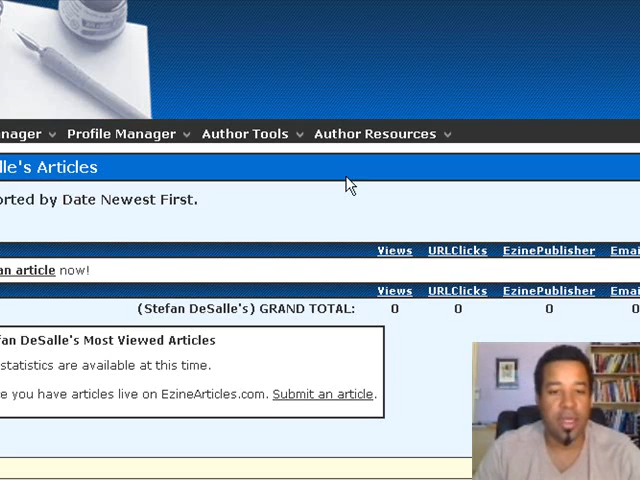 nager Profile Manager Author Tools Author Resources
lle's Articles
orted by Date Newest First.
Views URLClicks EzinePublisher Emai
an article now!
Views URLClicks EzinePublisher Emai
(Stefan DeSalle's) GRAND TOTAL: 0 0 0 0
fan DeSalle's Most Viewed Articles
statistics are available at this time.
e you have articles live on EzineArticles.com. Submit an article.